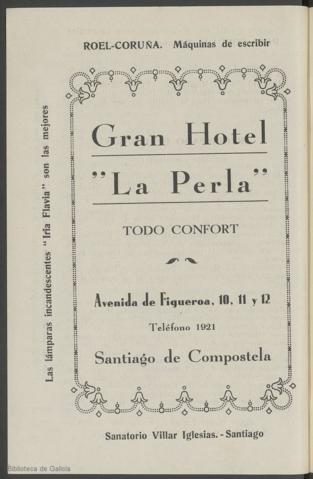 ROEL-CORUÑA. Máquinas de escribir
Las lámparas incandescentes "Iria Flavia" son las mejores
Gran Hotel
"La Perla"
TODO CONFORT
Avenida de Figueroa, 10, 11 y 12
Teléfono 1921
Santiago de Compostela
Sanatorio Villar Iglesias. - Santiago
Biblioteca de Galicia